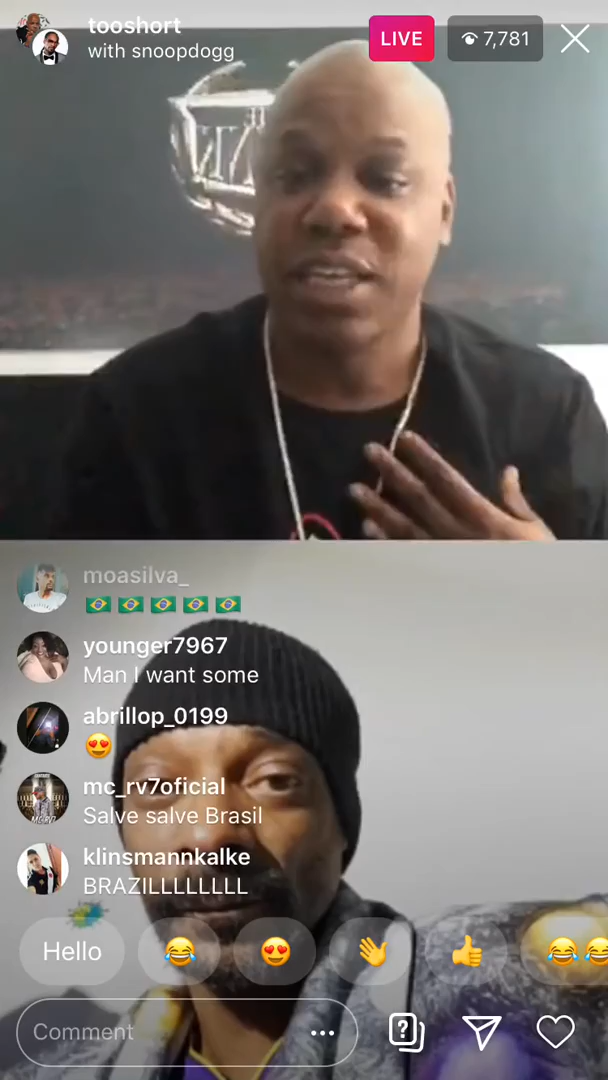 tooshort
with snoopdogg
LIVE
7,781
moasilva_
🇧🇷🇧🇷🇧🇷🇧🇷🇧🇷
younger7967
Man I want some
abrillop_0199
😍
mc_rv7oficial
Salve salve Brasil
klinsmannkalke
BRAZILLLLLLLL
Hello 😂 😍 👋 👍 😂😂
Comment ...